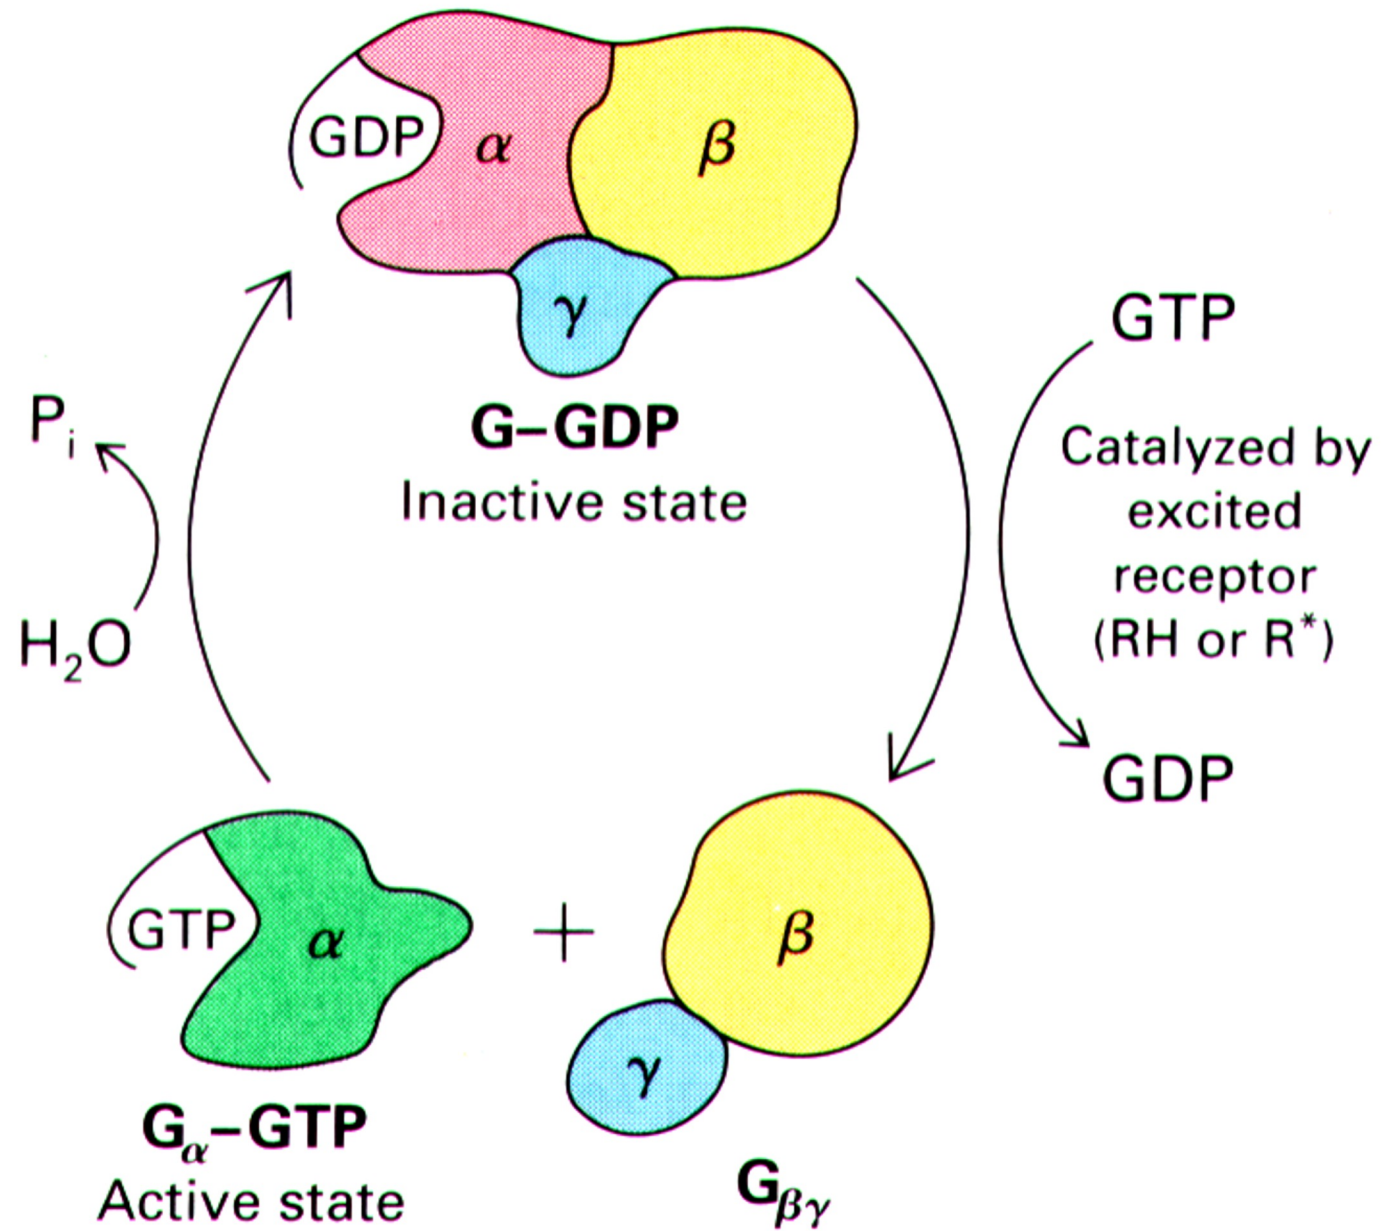 GDP
α
β
γ
G–GDP
Inactive state
GTP
Catalyzed by
excited
receptor
(RH or R*)
GDP
Pᵢ
H₂O
GTP
α
+
β
γ
Gα–GTP
Active state
Gβγ